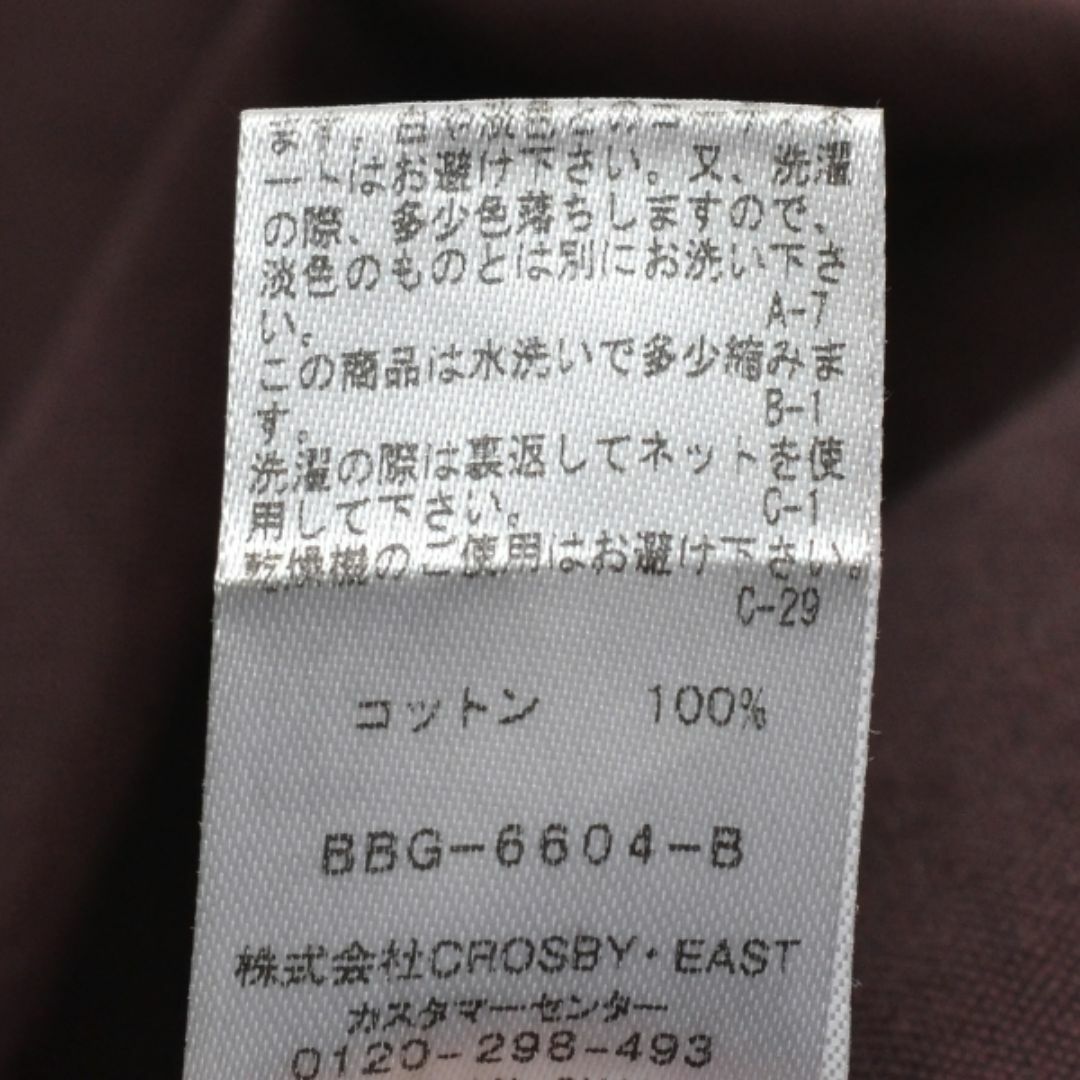 ートはお避け下さい。又、洗濯
の際、多少色落ちしますので、
淡色のものとは別にお洗い下さ
い。 A-7
この商品は水洗いで多少縮みま
す。 B-1
洗濯の際は裏返してネットを使
用して下さい。 C-1
乾燥機のご使用はお避け下さい。
C-29
コットン 100%
BBG-6604-B
株式会社CROSBY・EAST
カスタマーセンター
0120-298-493